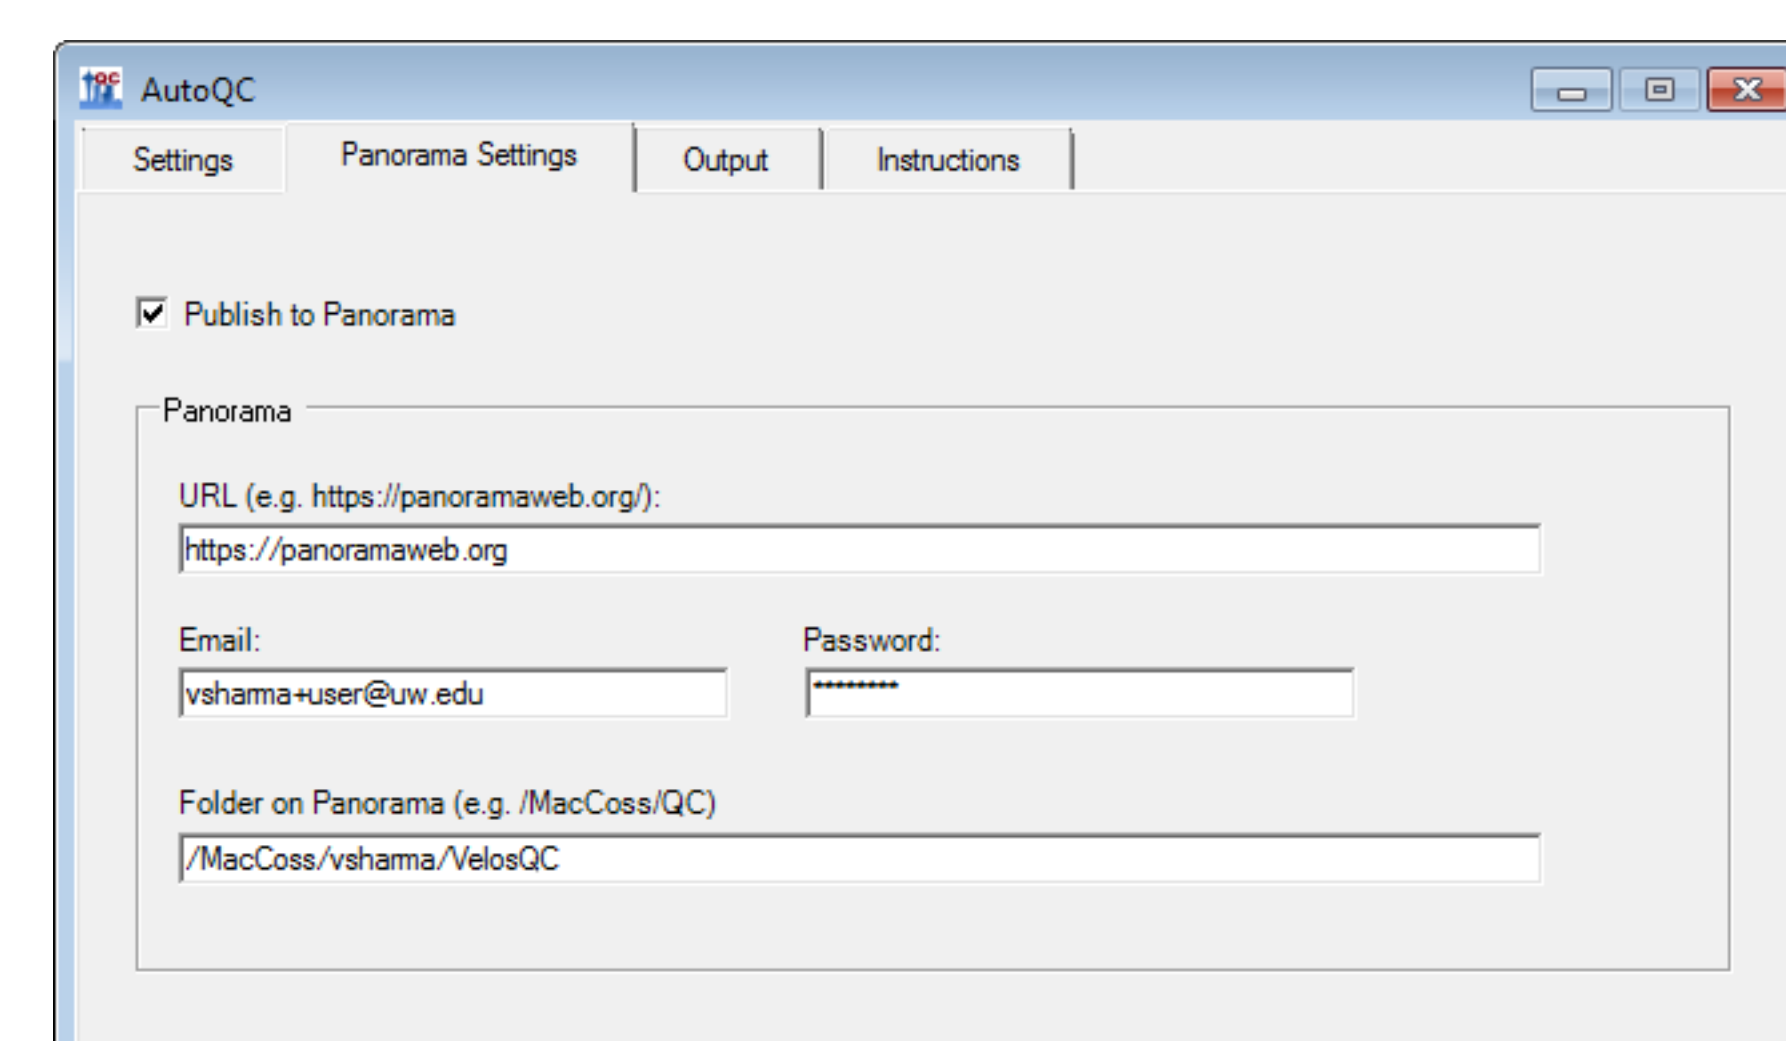 QC AutoQC
Settings Panorama Settings Output Instructions
Publish to Panorama
Panorama
URL (e.g. https://panoramaweb.org/):
https://panoramaweb.org
Email: Password:
vsharma+user@uw.edu ********
Folder on Panorama (e.g. /MacCoss/QC)
/MacCoss/vsharma/VelosQC